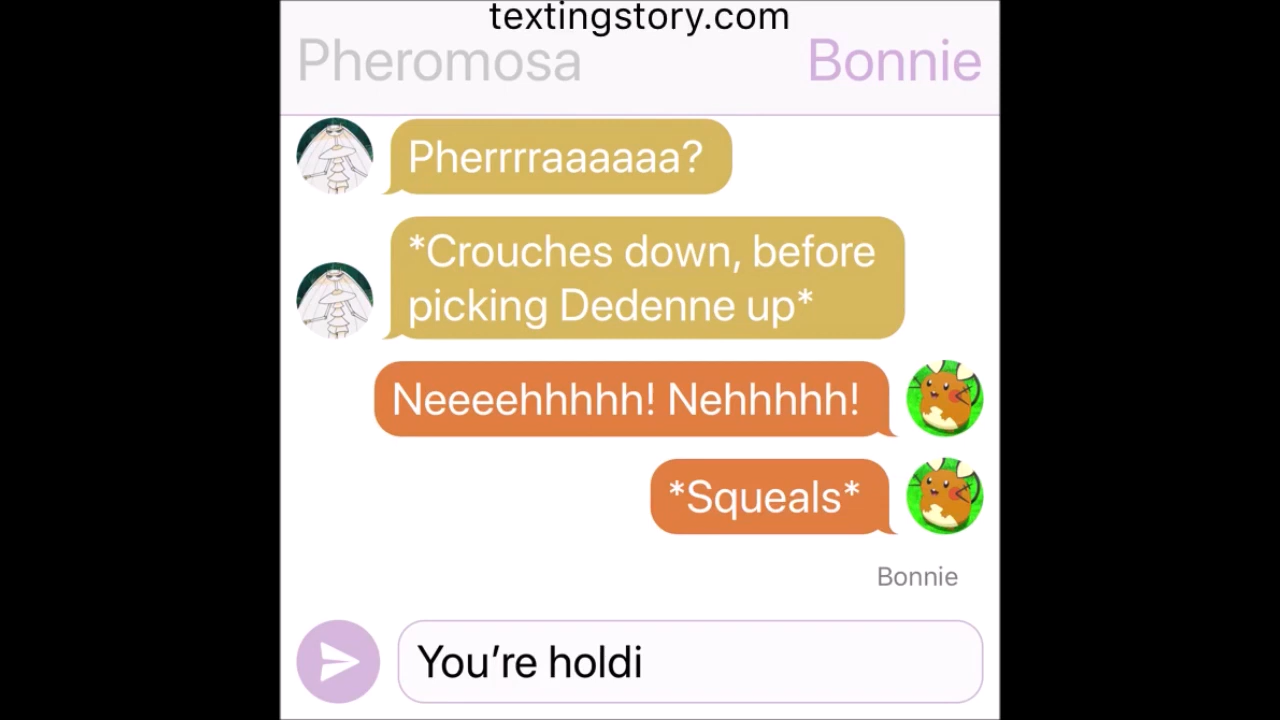 textingstory.com
Pheromosa Bonnie
Pherrrraaaaaa?
*Crouches down, before
picking Dedenne up*
Neeeehhhhh! Nehhhhh!
*Squeals*
Bonnie
You’re holdi